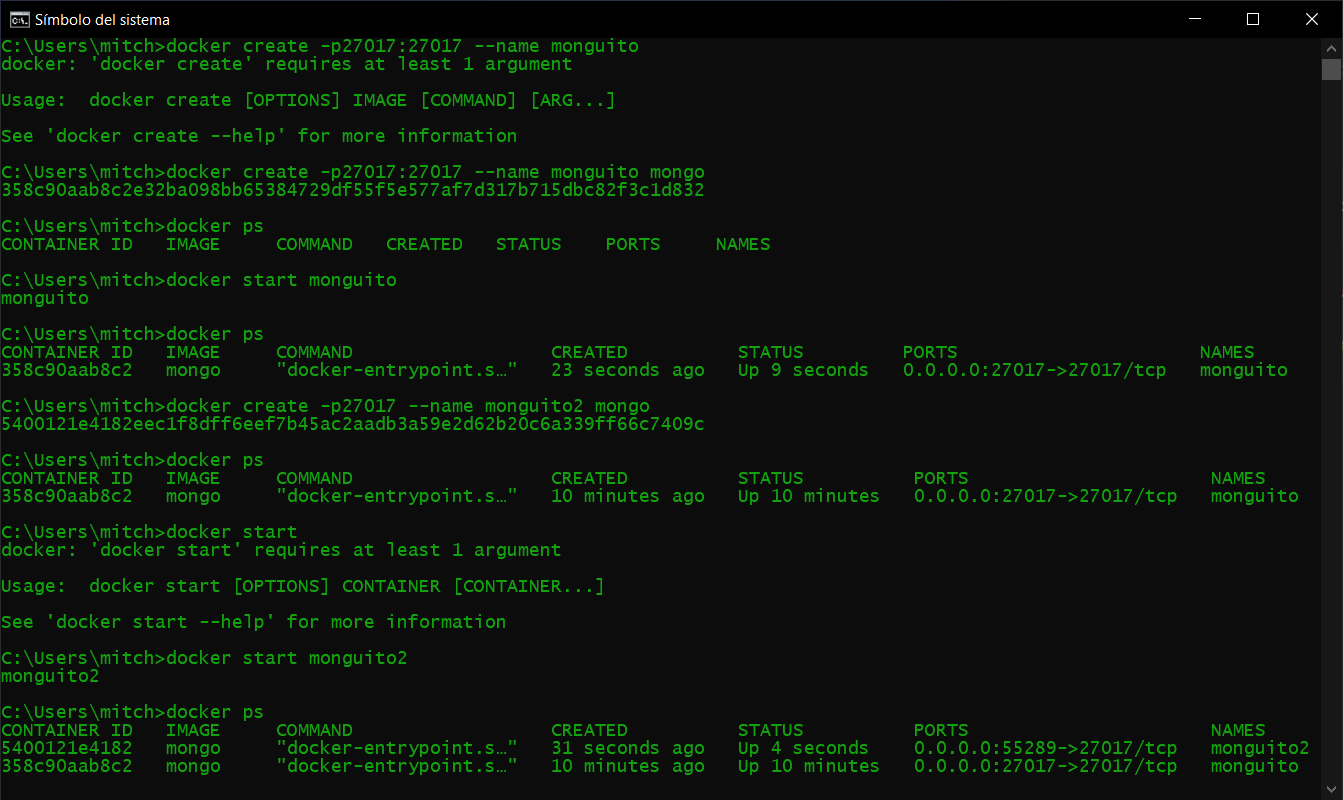 Símbolo del sistema
C:\Users\mitch>docker create -p27017:27017 --name monguito
docker: 'docker create' requires at least 1 argument
Usage:  docker create [OPTIONS] IMAGE [COMMAND] [ARG...]
See 'docker create --help' for more information
C:\Users\mitch>docker create -p27017:27017 --name monguito mongo
358c90aab8c2e32ba098bb65384729df55f5e577af7d317b715dbc82f3c1d832
C:\Users\mitch>docker ps
CONTAINER ID   IMAGE     COMMAND   CREATED   STATUS    PORTS     NAMES
C:\Users\mitch>docker start monguito
monguito
C:\Users\mitch>docker ps
CONTAINER ID   IMAGE     COMMAND                  CREATED          STATUS         PORTS                      NAMES
358c90aab8c2   mongo     "docker-entrypoint.s…"   23 seconds ago   Up 9 seconds   0.0.0.0:27017->27017/tcp   monguito
C:\Users\mitch>docker create -p27017 --name monguito2 mongo
5400121e4182eec1f8dff6eef7b45ac2aadb3a59e2d62b20c6a339ff66c7409c
C:\Users\mitch>docker ps
CONTAINER ID   IMAGE     COMMAND                  CREATED          STATUS          PORTS                      NAMES
358c90aab8c2   mongo     "docker-entrypoint.s…"   10 minutes ago   Up 10 minutes   0.0.0.0:27017->27017/tcp   monguito
C:\Users\mitch>docker start
docker: 'docker start' requires at least 1 argument
Usage:  docker start [OPTIONS] CONTAINER [CONTAINER...]
See 'docker start --help' for more information
C:\Users\mitch>docker start monguito2
monguito2
C:\Users\mitch>docker ps
CONTAINER ID   IMAGE     COMMAND                  CREATED          STATUS          PORTS                      NAMES
5400121e4182   mongo     "docker-entrypoint.s…"   31 seconds ago   Up 4 seconds    0.0.0.0:55289->27017/tcp   monguito2
358c90aab8c2   mongo     "docker-entrypoint.s…"   10 minutes ago   Up 10 minutes   0.0.0.0:27017->27017/tcp   monguito